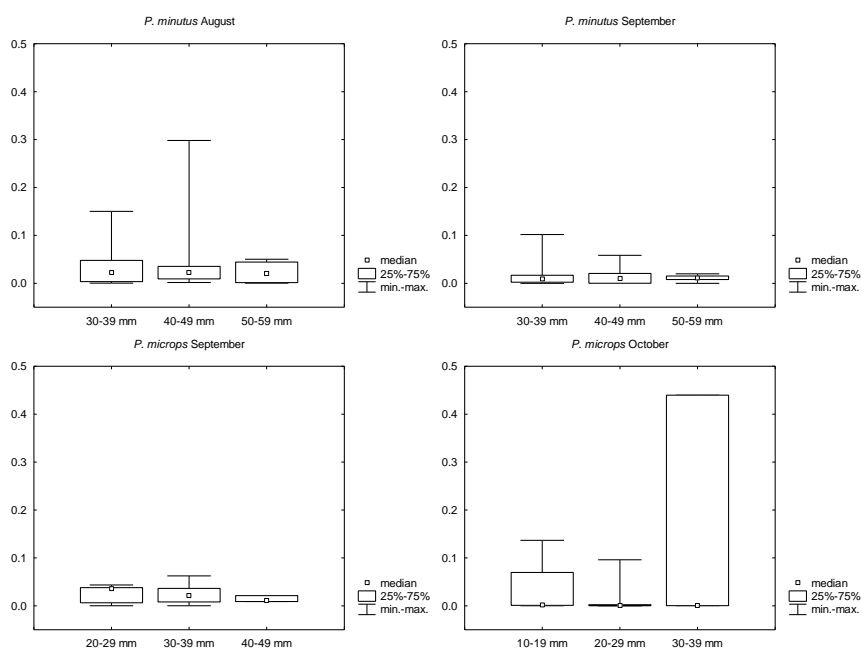 P. minutus August
0.5
0.4
0.3
0.2
0.1
0.0
30-39 mm 40-49 mm 50-59 mm
median
25%-75%
min.-max.
P. minutus September
0.5
0.4
0.3
0.2
0.1
0.0
30-39 mm 40-49 mm 50-59 mm
median
25%-75%
min.-max.
P. microps September
0.5
0.4
0.3
0.2
0.1
0.0
20-29 mm 30-39 mm 40-49 mm
median
25%-75%
min.-max.
P. microps October
0.5
0.4
0.3
0.2
0.1
0.0
10-19 mm 20-29 mm 30-39 mm
median
25%-75%
min.-max.